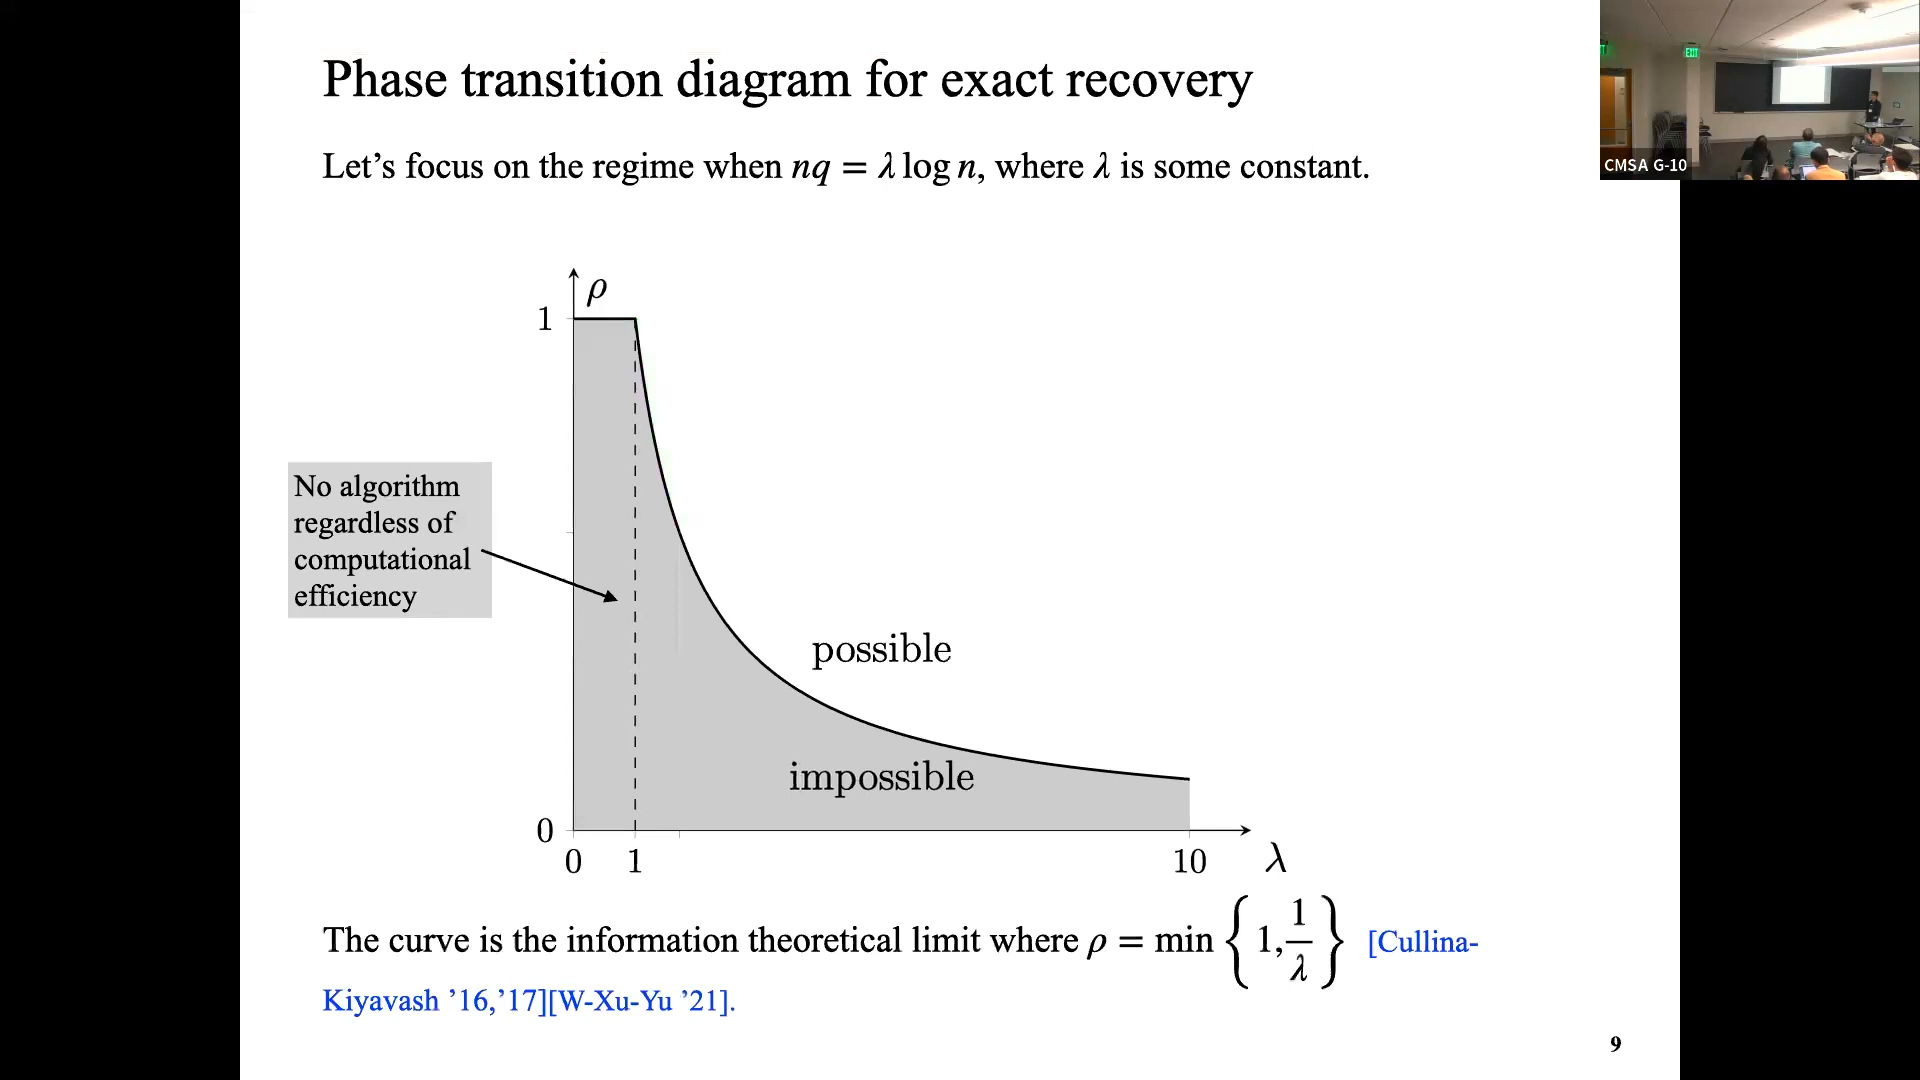 Phase transition diagram for exact recovery
Let’s focus on the regime when nq = λ log n, where λ is some constant.
ρ
1
No algorithm
regardless of
computational
efficiency
possible
impossible
0
0 1 10 λ
The curve is the information theoretical limit where ρ = min {1, 1/λ} [Cullina-
Kiyavash ’16,’17][W-Xu-Yu ’21].
9
EXIT
CMSA G-10